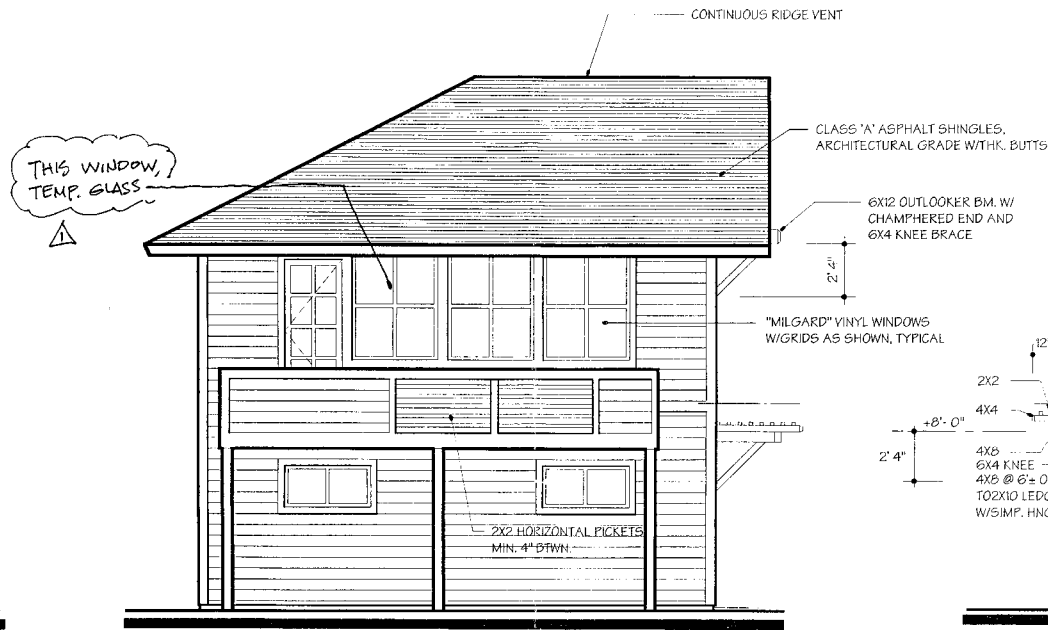 CONTINUOUS RIDGE VENT
CLASS 'A' ASPHALT SHINGLES,
ARCHITECTURAL GRADE W/THK. BUTTS
THIS WINDOW,
TEMP. GLASS
1
6X12 OUTLOOKER BM. W/
CHAMPHERED END AND
6X4 KNEE BRACE
2' 4"
"MILGARD" VINYL WINDOWS
W/GRIDS AS SHOWN, TYPICAL
12
2X2
4X4
+8'- 0"
2' 4"
4X8
6X4 KNEE
4X8 @ 6'± O
TO2X10 LEDG
W/SIMP. HNG
2X2 HORIZONTAL PICKETS
MIN. 4" BTWN.